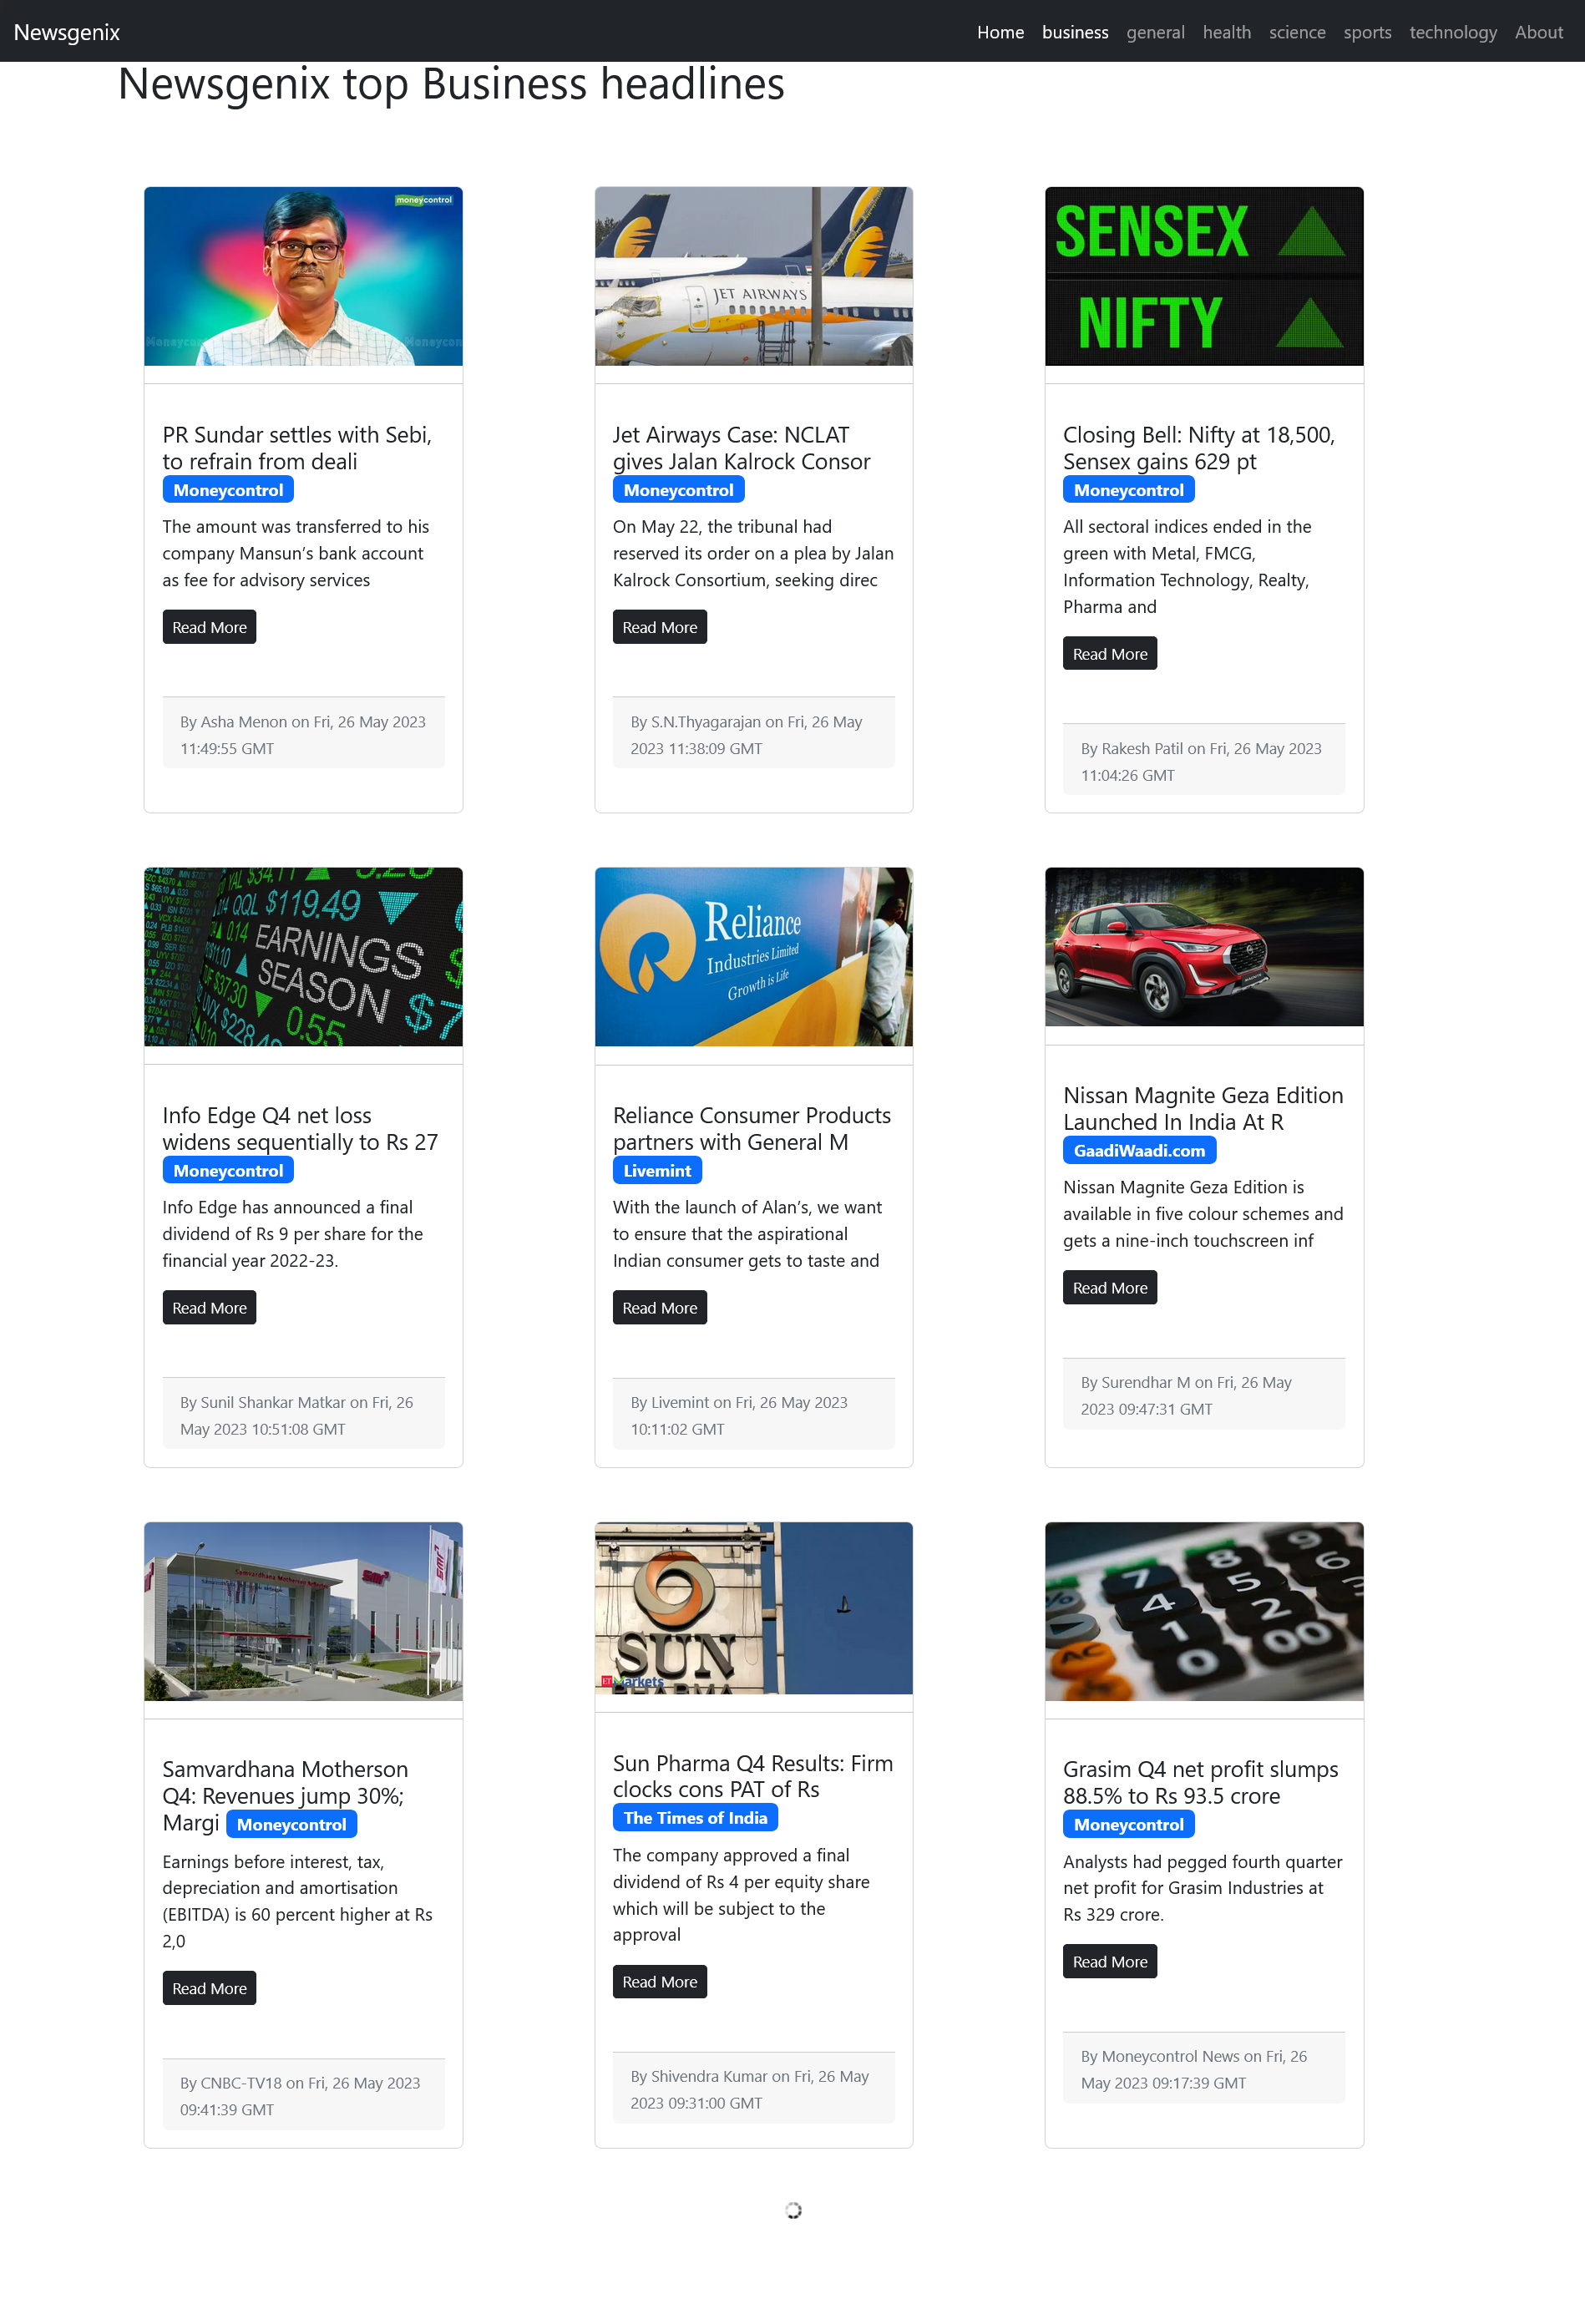 Newsgenix
Home business general health science sports technology About
Newsgenix top Business headlines
moneycontrol
PR Sundar settles with Sebi,
to refrain from deali
Moneycontrol
The amount was transferred to his
company Mansun’s bank account
as fee for advisory services
Read More
By Asha Menon on Fri, 26 May 2023
11:49:55 GMT
JET AIRWAYS
Jet Airways Case: NCLAT
gives Jalan Kalrock Consor
Moneycontrol
On May 22, the tribunal had
reserved its order on a plea by Jalan
Kalrock Consortium, seeking direc
Read More
By S.N.Thyagarajan on Fri, 26 May
2023 11:38:09 GMT
SENSEX
NIFTY
Closing Bell: Nifty at 18,500,
Sensex gains 629 pt
Moneycontrol
All sectoral indices ended in the
green with Metal, FMCG,
Information Technology, Realty,
Pharma and
Read More
By Rakesh Patil on Fri, 26 May 2023
11:04:26 GMT
QQL $119.49
0.14 EARNINGS
SEASON
$37.30
0.55
Info Edge Q4 net loss
widens sequentially to Rs 27
Moneycontrol
Info Edge has announced a final
dividend of Rs 9 per share for the
financial year 2022-23.
Read More
By Sunil Shankar Matkar on Fri, 26
May 2023 10:51:08 GMT
Reliance
Industries Limited
Growth is Life
Reliance Consumer Products
partners with General M
Livemint
With the launch of Alan’s, we want
to ensure that the aspirational
Indian consumer gets to taste and
Read More
By Livemint on Fri, 26 May 2023
10:11:02 GMT
Nissan Magnite Geza Edition
Launched In India At R
GaadiWaadi.com
Nissan Magnite Geza Edition is
available in five colour schemes and
gets a nine-inch touchscreen inf
Read More
By Surendhar M on Fri, 26 May
2023 09:47:31 GMT
Samvardhana Motherson
Q4: Revenues jump 30%;
Margi Moneycontrol
Earnings before interest, tax,
depreciation and amortisation
(EBITDA) is 60 percent higher at Rs
2,0
Read More
By CNBC-TV18 on Fri, 26 May 2023
09:41:39 GMT
SUN
PHARMA
ET Markets
Sun Pharma Q4 Results: Firm
clocks cons PAT of Rs
The Times of India
The company approved a final
dividend of Rs 4 per equity share
which will be subject to the
approval
Read More
By Shivendra Kumar on Fri, 26 May
2023 09:31:00 GMT
7 8 9
4 5 6
1 2 3
AC 0 00
Grasim Q4 net profit slumps
88.5% to Rs 93.5 crore
Moneycontrol
Analysts had pegged fourth quarter
net profit for Grasim Industries at
Rs 329 crore.
Read More
By Moneycontrol News on Fri, 26
May 2023 09:17:39 GMT